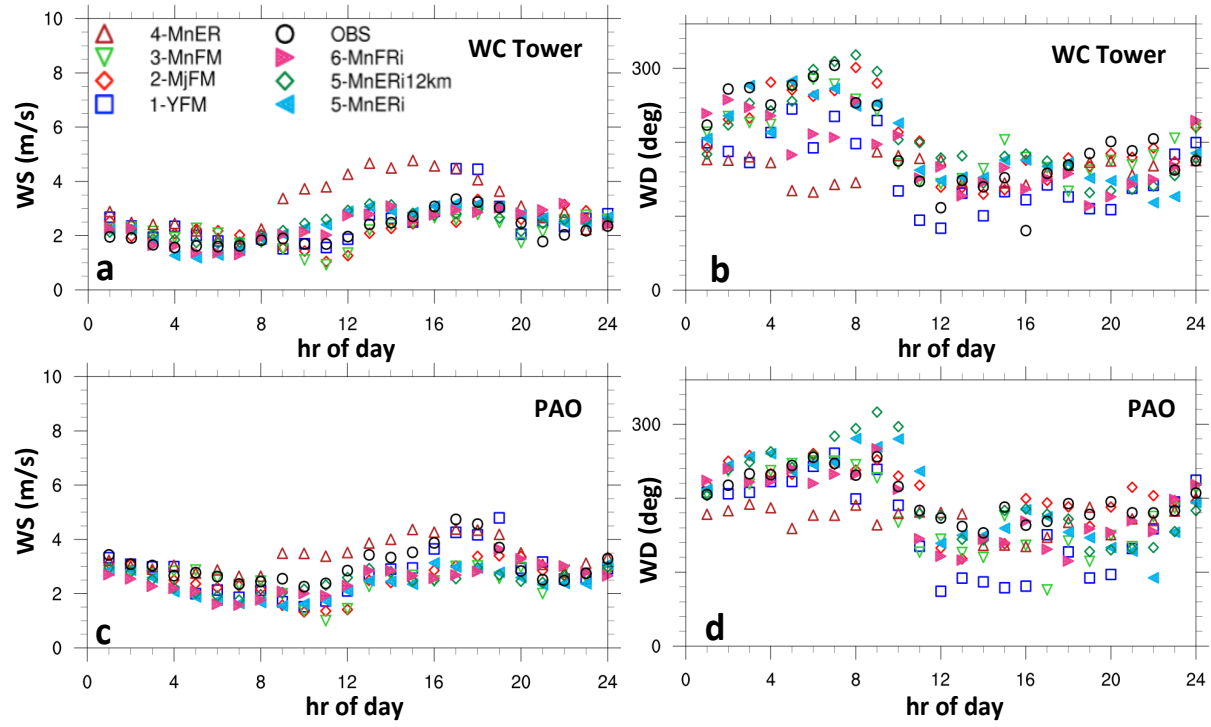 10
8
6
4
2
0
WS (m/s)
4-MnER
3-MnFM
2-MjFM
1-YFM
OBS
6-MnFRi
5-MnERi12km
5-MnERi
WC Tower
a
0 4 8 12 16 20 24
hr of day
300
0
WD (deg)
WC Tower
b
0 4 8 12 16 20 24
hr of day
10
8
6
4
2
0
WS (m/s)
PAO
c
0 4 8 12 16 20 24
hr of day
300
0
WD (deg)
PAO
d
0 4 8 12 16 20 24
hr of day